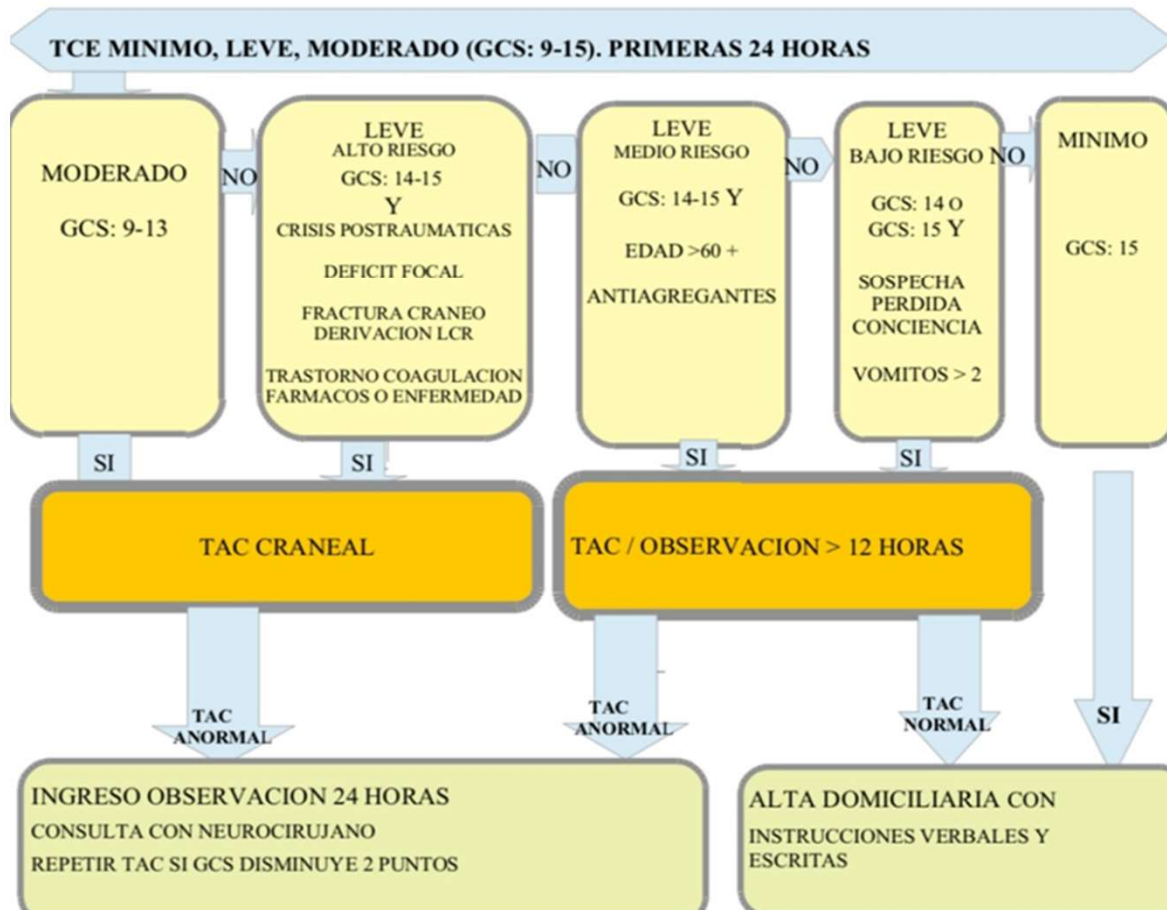 TCE MINIMO, LEVE, MODERADO (GCS: 9-15). PRIMERAS 24 HORAS
MODERADO
GCS: 9-13
NO
LEVE
ALTO RIESGO
GCS: 14-15
Y
CRISIS POSTRAUMATICAS
DEFICIT FOCAL
FRACTURA CRANEO
DERIVACION LCR
TRASTORNO COAGULACION
FARMACOS O ENFERMEDAD
NO
LEVE
MEDIO RIESGO
GCS: 14-15 Y
EDAD >60 +
ANTIAGREGANTES
NO
LEVE
BAJO RIESGO
GCS: 14 O
GCS: 15 Y
SOSPECHA
PERDIDA
CONCIENCIA
VOMITOS > 2
NO
MINIMO
GCS: 15
SI
SI
SI
SI
TAC CRANEAL
TAC / OBSERVACION > 12 HORAS
TAC
ANORMAL
TAC
ANORMAL
TAC
NORMAL
SI
INGRESO OBSERVACION 24 HORAS
CONSULTA CON NEUROCIRUJANO
REPETIR TAC SI GCS DISMINUYE 2 PUNTOS
ALTA DOMICILIARIA CON
INSTRUCCIONES VERBALES Y
ESCRITAS